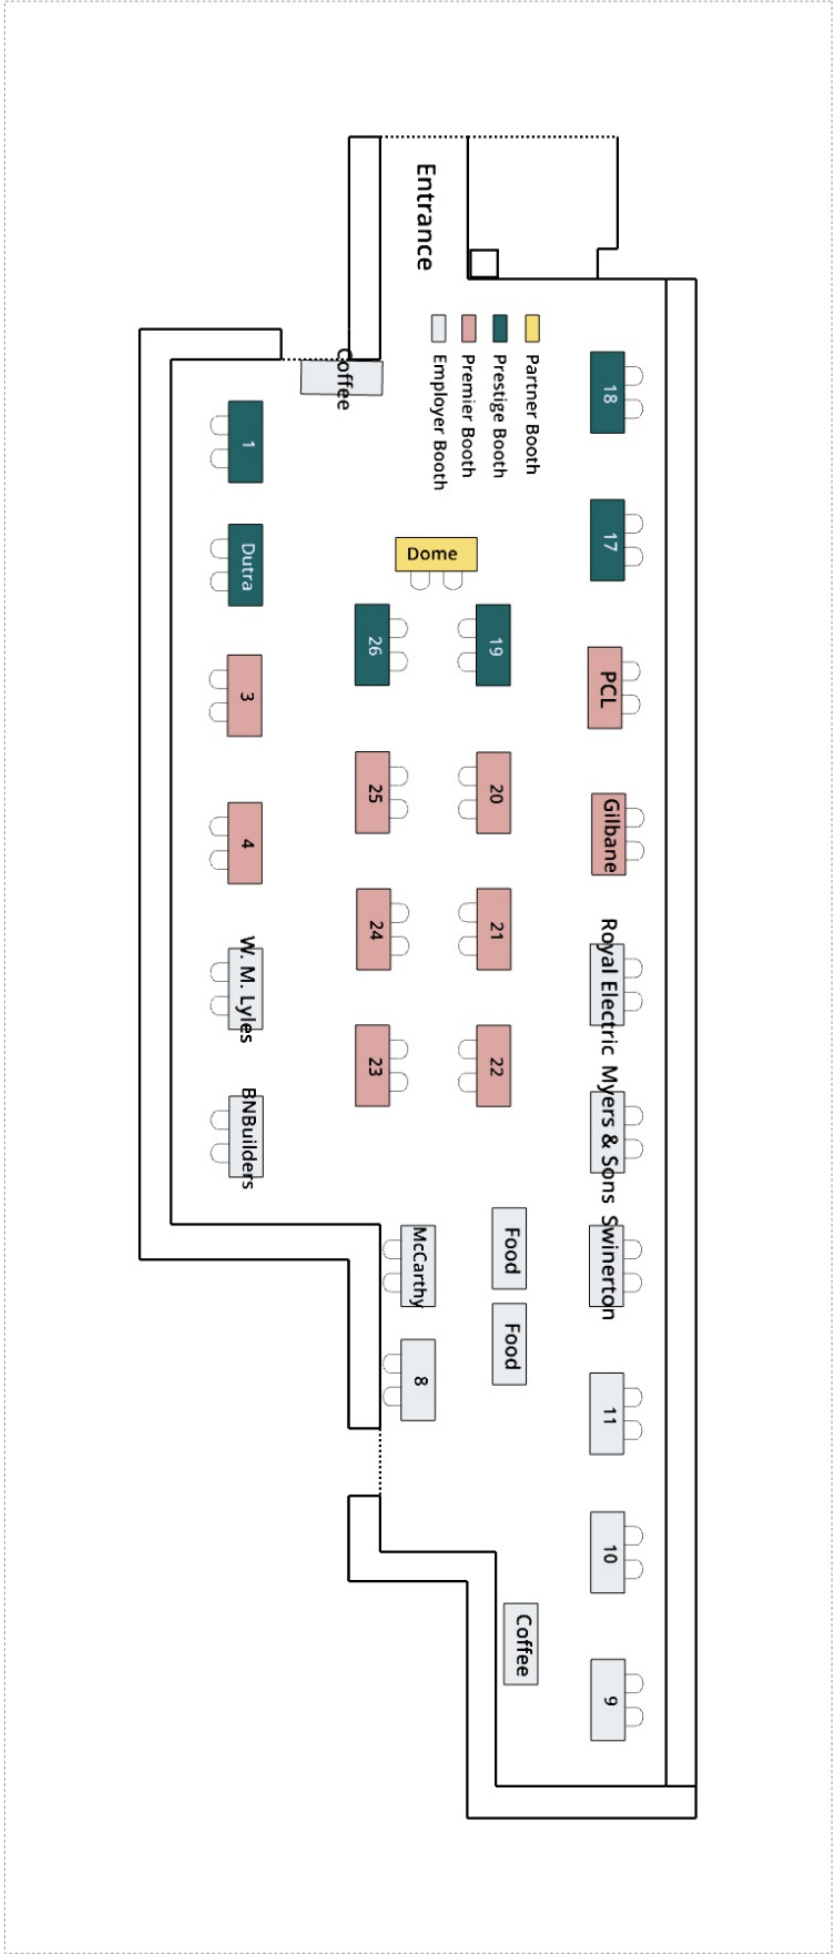 Entrance
Partner Booth
Prestige Booth
Premier Booth
Employer Booth
Coffee
18
1
17
Dome
Dutra
26
19
3
PCL
25
20
4
Gilbane
24
21
W. M. Lyles
Royal Electric
23
22
BNBuilders
Myers & Sons
McCarthy
Food
Swinerton
Food
8
11
10
Coffee
9